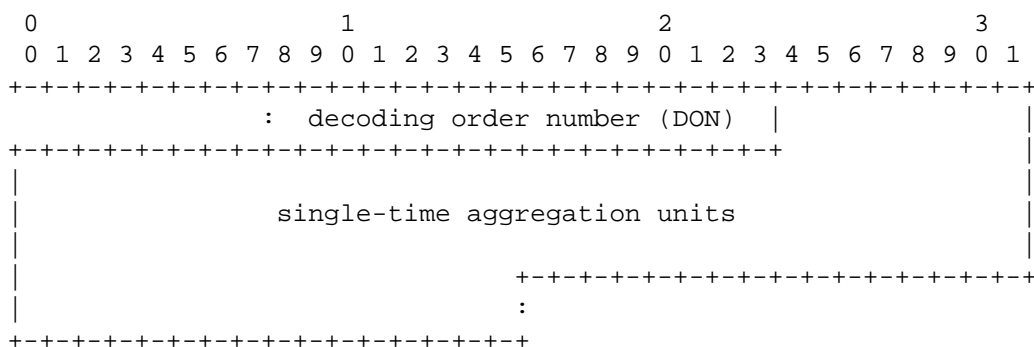 0                   1                   2                   3
 0 1 2 3 4 5 6 7 8 9 0 1 2 3 4 5 6 7 8 9 0 1 2 3 4 5 6 7 8 9 0 1
+-+-+-+-+-+-+-+-+-+-+-+-+-+-+-+-+-+-+-+-+-+-+-+-+-+-+-+-+-+-+-+-+
                :  decoding order number (DON)  |               |
+-+-+-+-+-+-+-+-+-+-+-+-+-+-+-+-+-+-+-+-+-+-+-+-+               |
|                                                               |
|                single-time aggregation units                  |
|                                                               |
|                               +-+-+-+-+-+-+-+-+-+-+-+-+-+-+-+-+
|                               :
+-+-+-+-+-+-+-+-+-+-+-+-+-+-+-+-+